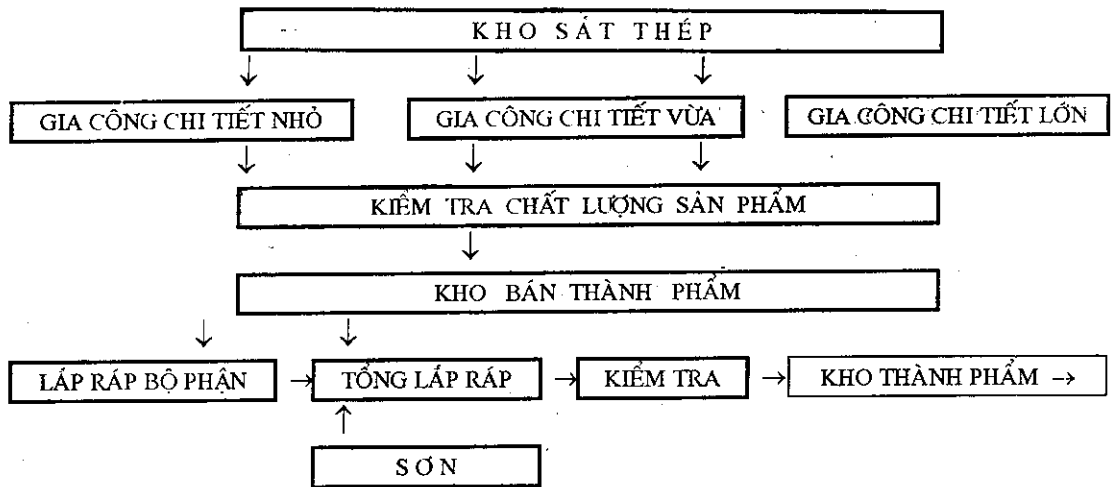 KHO SẮT THÉP
GIA CÔNG CHI TIẾT NHỎ
GIA CÔNG CHI TIẾT VỪA
GIA CÔNG CHI TIẾT LỚN
KIỂM TRA CHẤT LƯỢNG SẢN PHẨM
KHO BÁN THÀNH PHẨM
LẮP RÁP BỘ PHẬN → TỔNG LẮP RÁP → KIỂM TRA → KHO THÀNH PHẨM →
SƠN